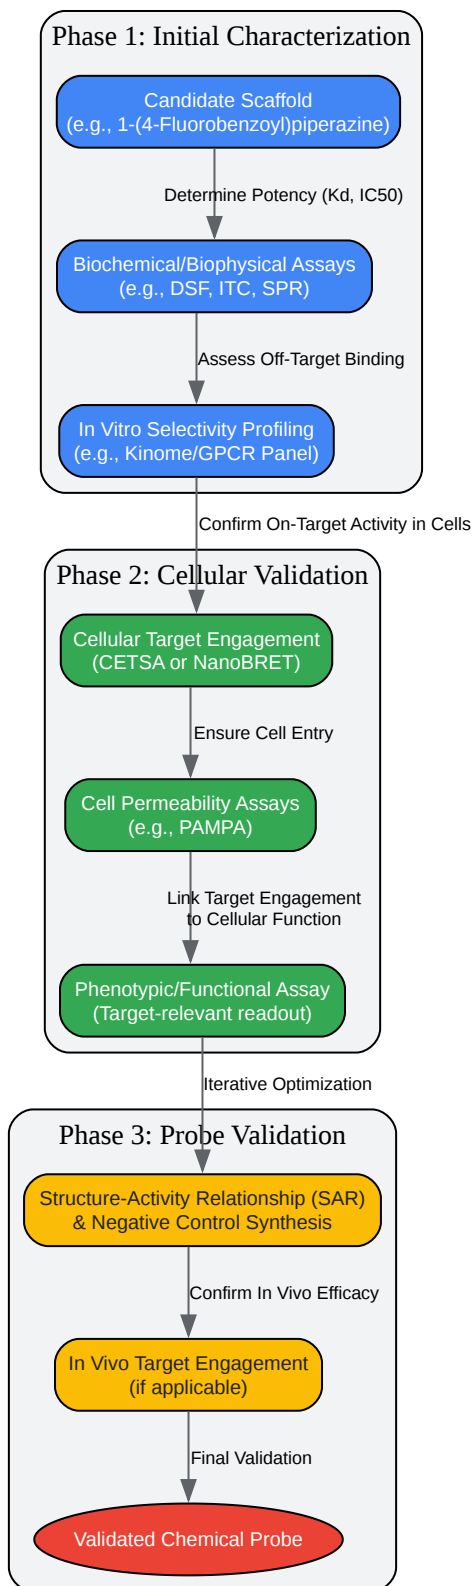 Phase 1: Initial Characterization
Candidate Scaffold
(e.g., 1-(4-Fluorobenzoyl)piperazine)
Determine Potency (Kd, IC50)
Biochemical/Biophysical Assays
(e.g., DSF, ITC, SPR)
Assess Off-Target Binding
In Vitro Selectivity Profiling
(e.g., Kinome/GPCR Panel)
Confirm On-Target Activity in Cells
Phase 2: Cellular Validation
Cellular Target Engagement
(CETSA or NanoBRET)
Ensure Cell Entry
Cell Permeability Assays
(e.g., PAMPA)
Link Target Engagement
to Cellular Function
Phenotypic/Functional Assay
(Target-relevant readout)
Iterative Optimization
Phase 3: Probe Validation
Structure-Activity Relationship (SAR)
& Negative Control Synthesis
Confirm In Vivo Efficacy
In Vivo Target Engagement
(if applicable)
Final Validation
Validated Chemical Probe